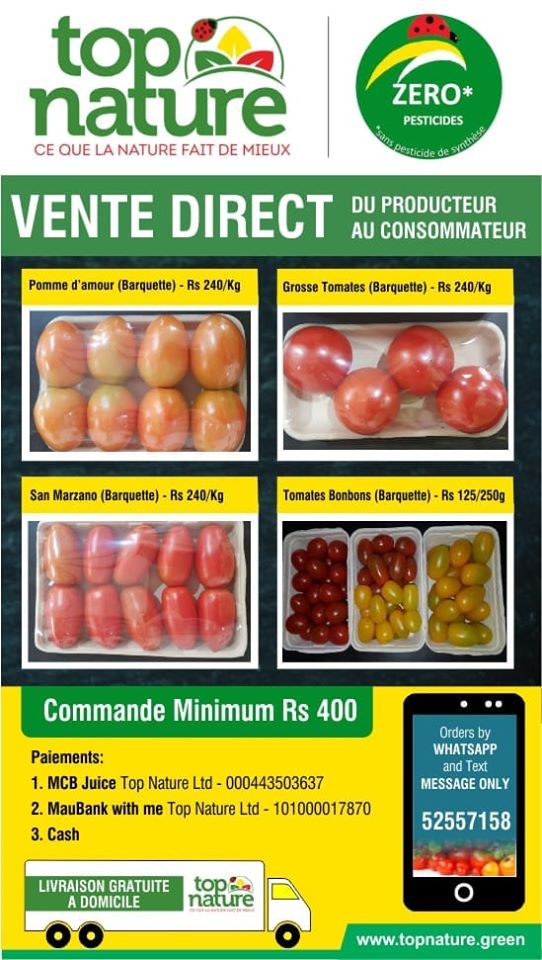 top
nature
CE QUE LA NATURE FAIT DE MIEUX
ZERO*
PESTICIDES
*sans pesticide de synthèse
VENTE DIRECT
DU PRODUCTEUR
AU CONSOMMATEUR
Pomme d'amour (Barquette) - Rs 240/Kg
Grosse Tomates (Barquette) - Rs 240/Kg
San Marzano (Barquette) - Rs 240/Kg
Tomates Bonbons (Barquette) - Rs 125/250g
Commande Minimum Rs 400
Paiements:
1. MCB Juice Top Nature Ltd - 000443503637
2. MauBank with me Top Nature Ltd - 101000017870
3. Cash
Orders by
WHATSAPP
and Text
MESSAGE ONLY
52557158
LIVRAISON GRATUITE
A DOMICILE
top
nature
CE QUE LA NATURE FAIT DE MIEUX
www.topnature.green